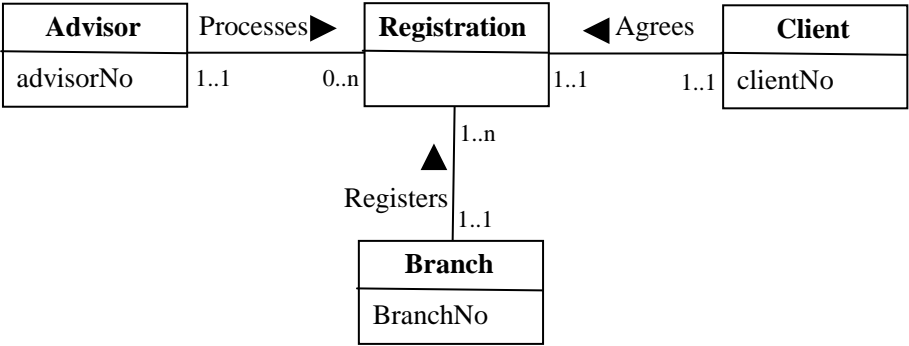 Advisor
Processes
Registration
Agrees
Client
advisorNo
1..1
0..n
1..1
1..1
clientNo
1..n
Registers
1..1
Branch
BranchNo